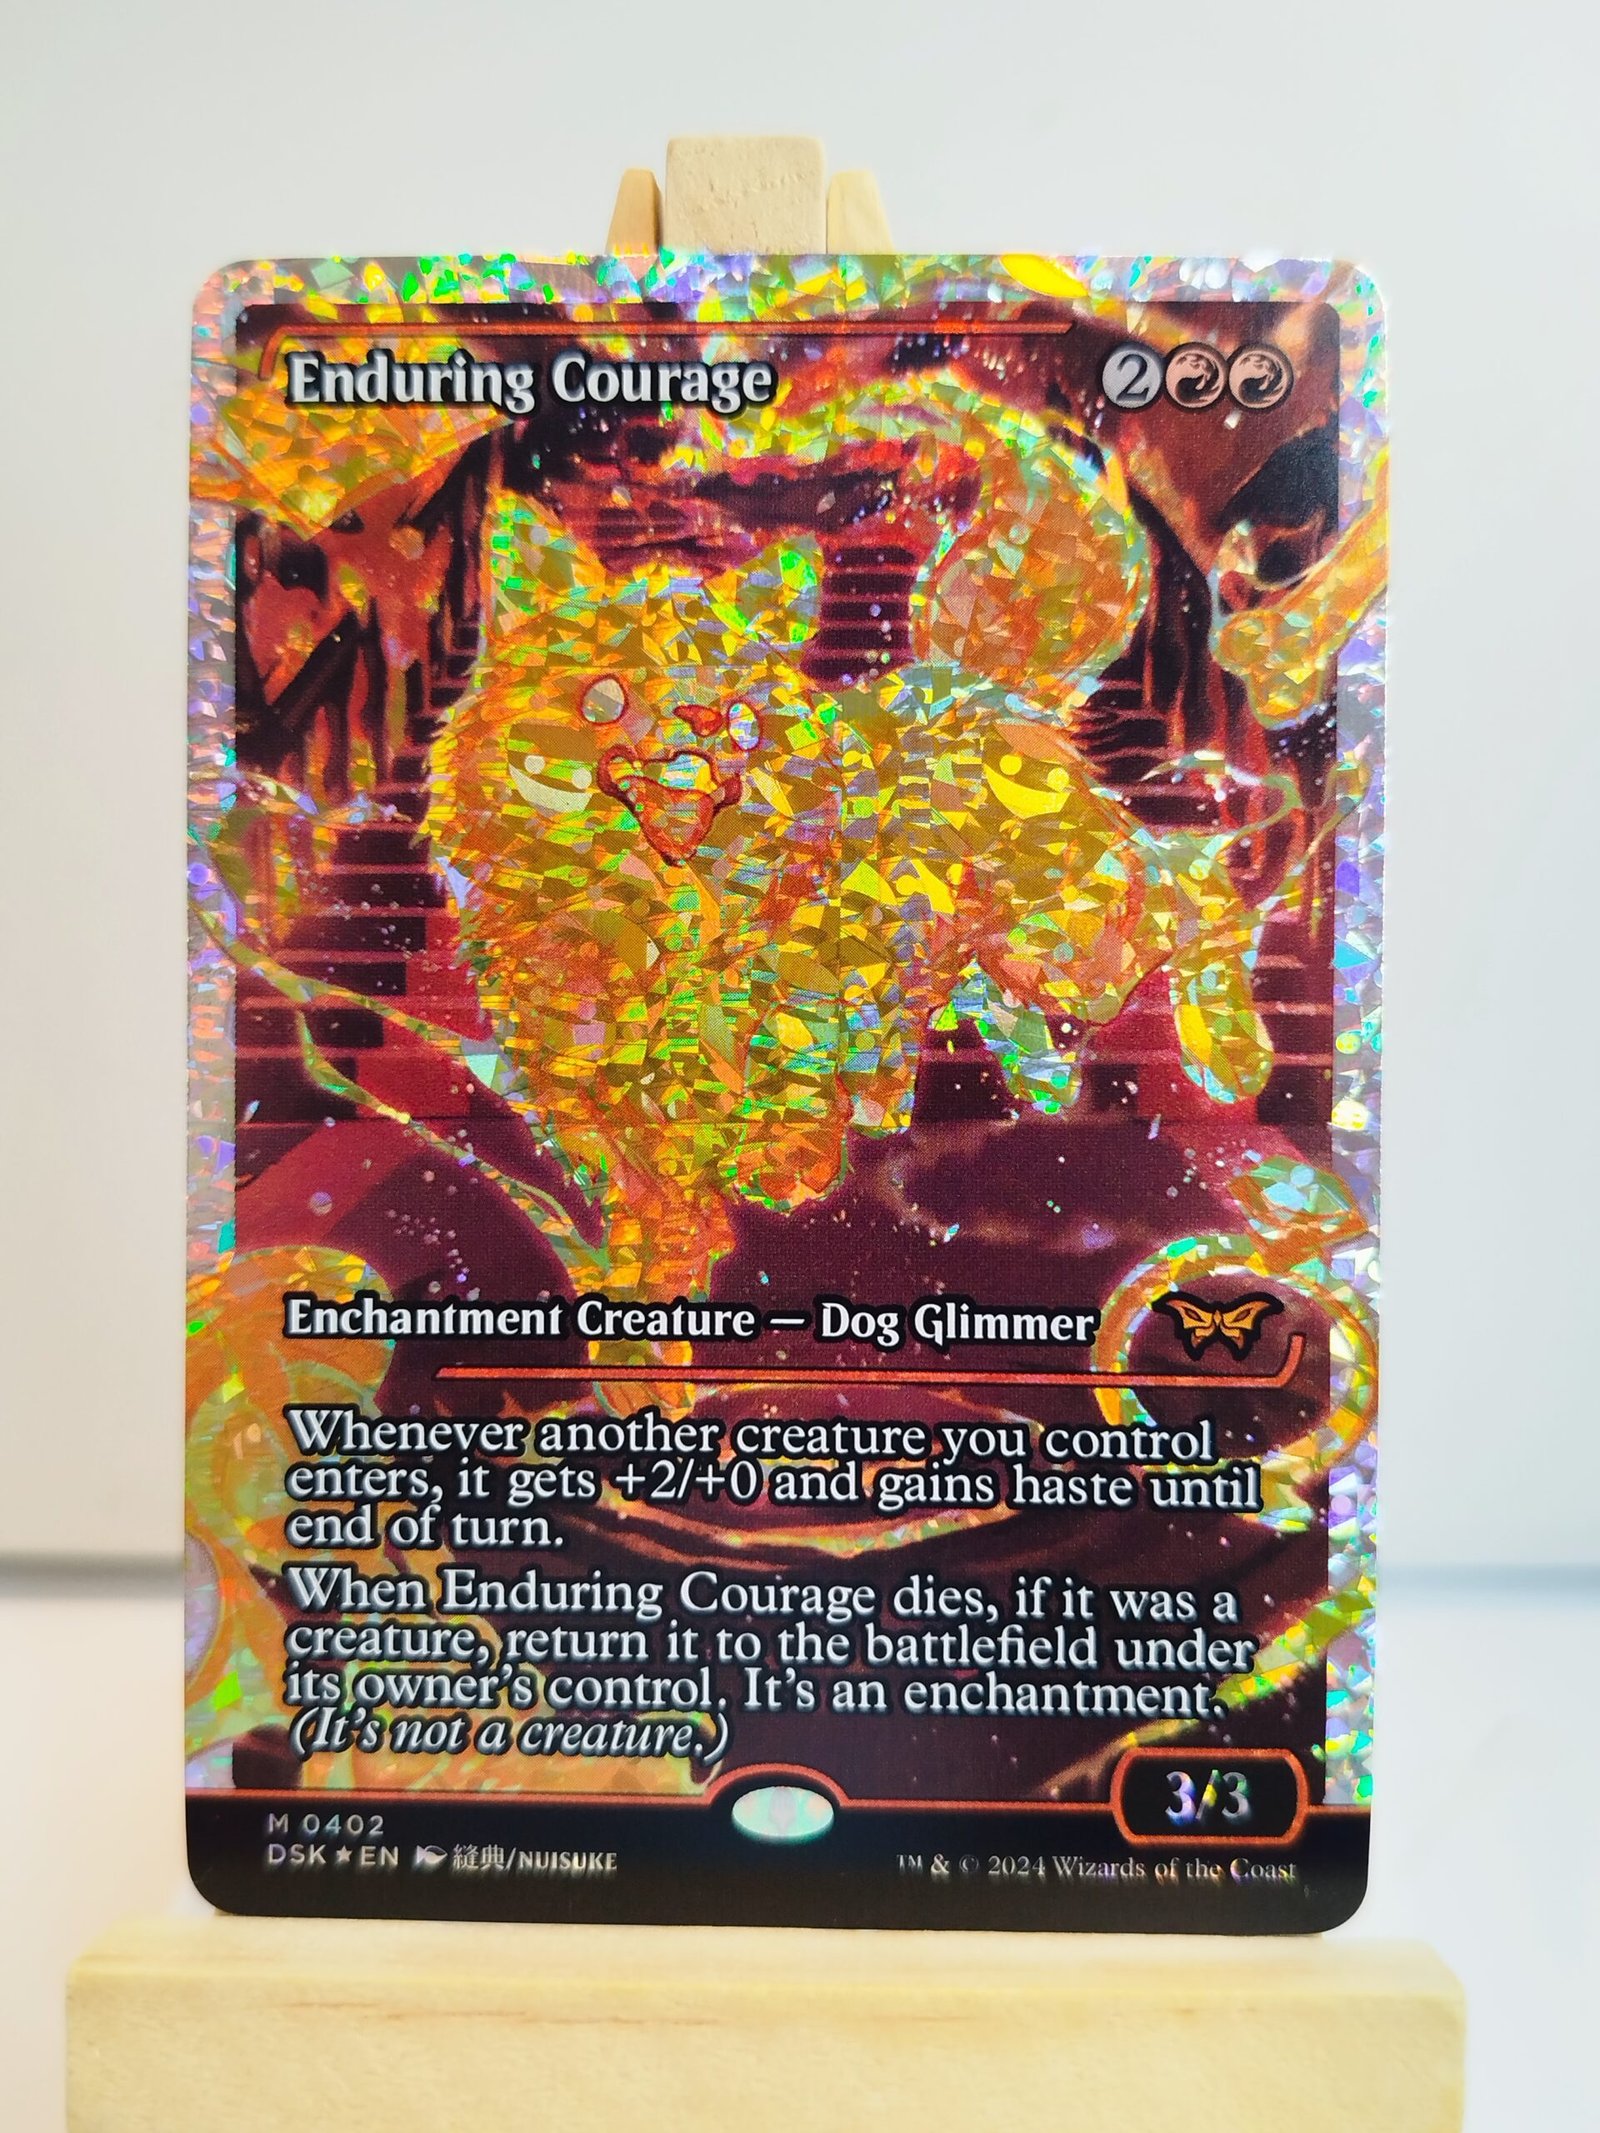 Enduring Courage 2
Enchantment Creature — Dog Glimmer
Whenever another creature you control
enters, it gets +2/+0 and gains haste until
end of turn.
When Enduring Courage dies, if it was a
creature, return it to the battlefield under
its owner's control. It's an enchantment.
(It's not a creature.)
3/3
M 0402
DSK ★ EN 縫典/NUISUKE
™ & © 2024 Wizards of the Coast